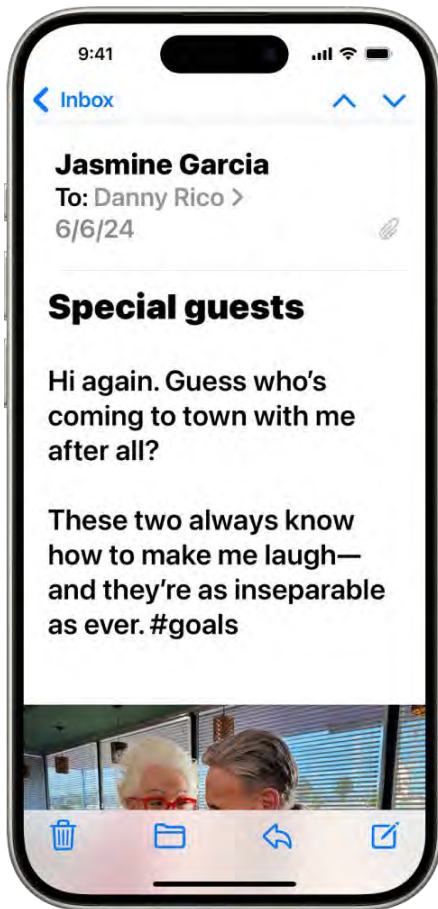 9:41
Inbox
Jasmine Garcia
To: Danny Rico >
6/6/24
Special guests
Hi again. Guess who’s
coming to town with me
after all?
These two always know
how to make me laugh—
and they’re as inseparable
as ever. #goals